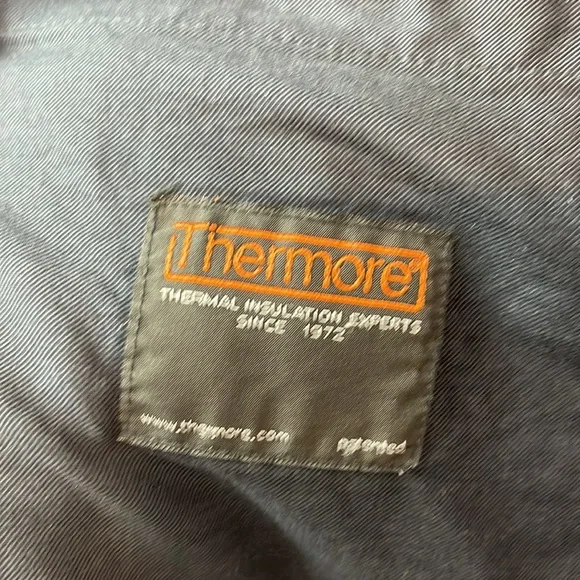 Thermore®
THERMAL INSULATION EXPERTS
SINCE 1972
www.thermore.com patented